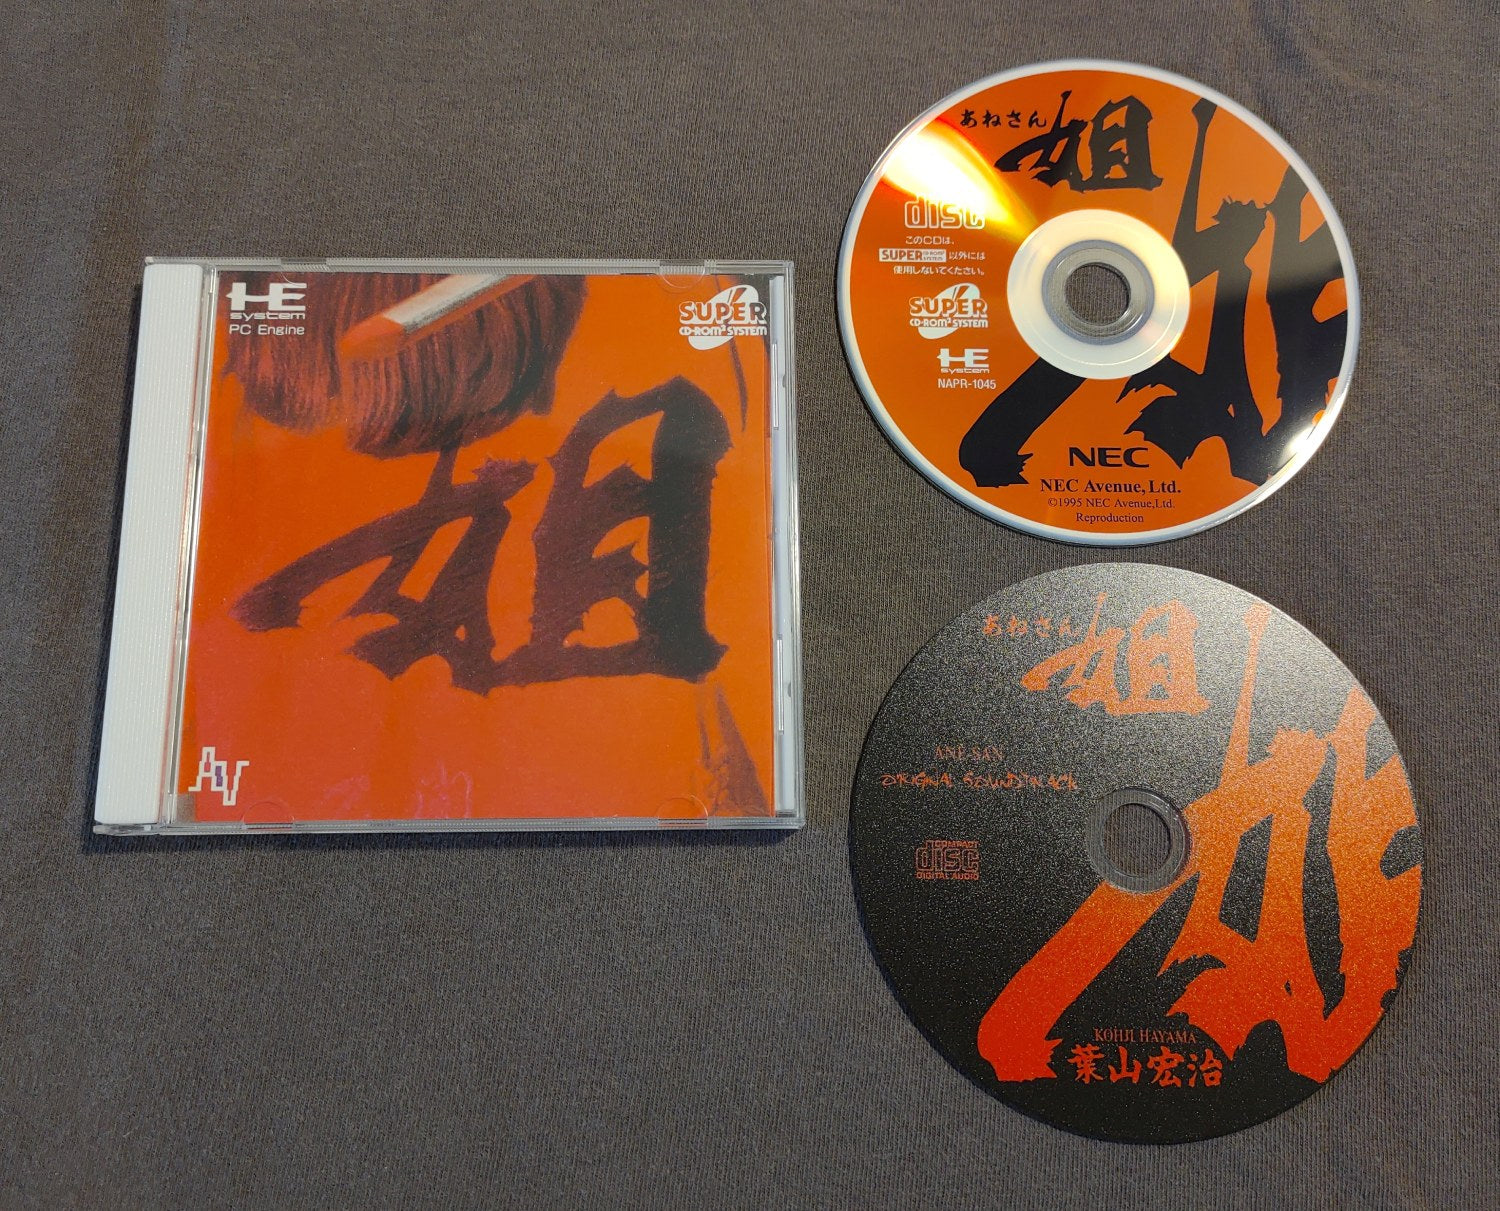 HE
system
PC Engine
SUPER
CD-ROM² SYSTEM
姐
AV
あねさん
姐
disc
このCDは、
SUPER CD-ROM² SYSTEM 以外には
使用しないでください。
SUPER
CD-ROM² SYSTEM
HE
system
NAPR-1045
NEC
NEC Avenue, Ltd.
©1995 NEC Avenue,Ltd.
Reproduction
あねさん
姐
ANE-SAN
ORIGINAL SOUNDTRACK
COMPACT
disc
DIGITAL AUDIO
KOHJI HAYAMA
葉山宏治